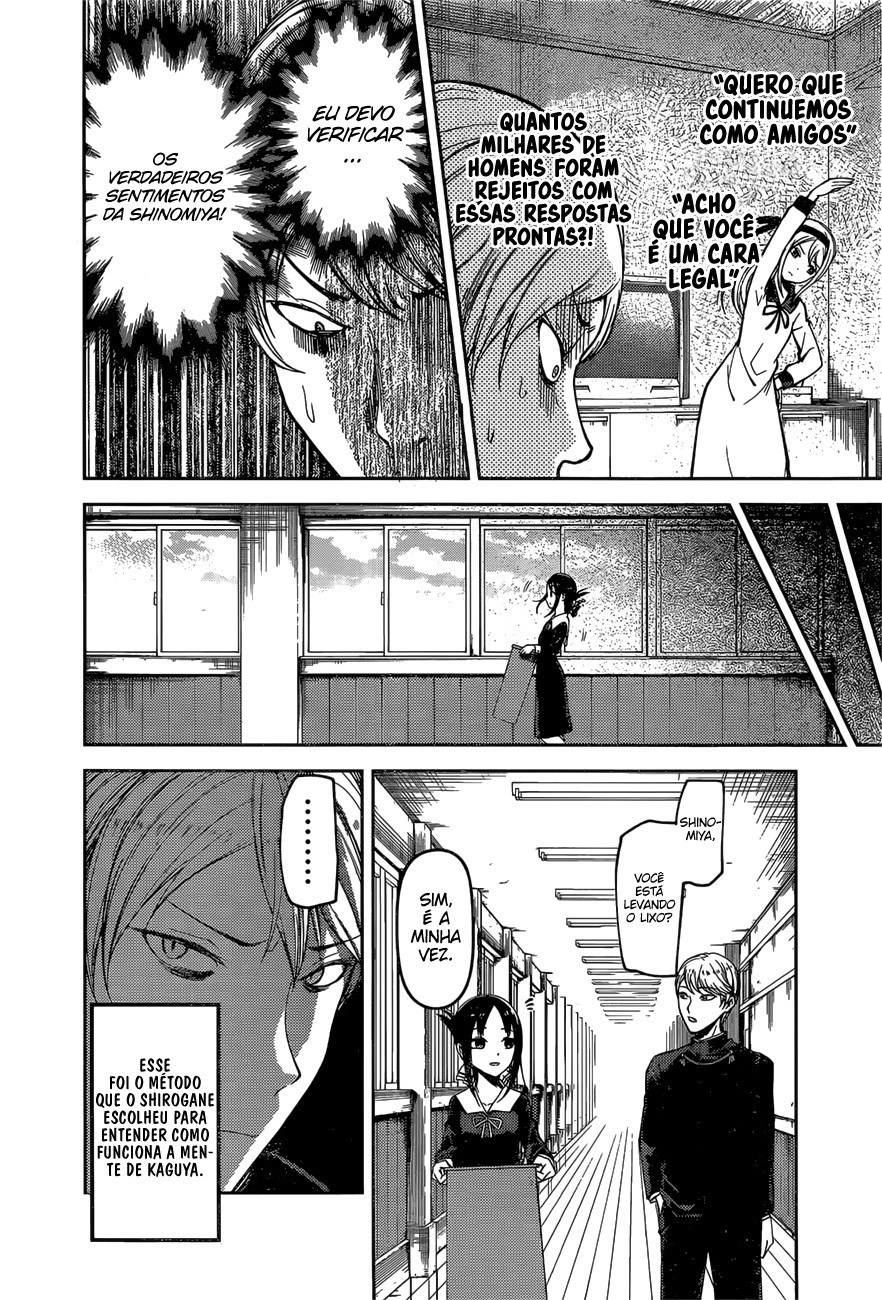 “QUERO QUE
CONTINUEMOS
COMO AMIGOS”
“ACHO
QUE VOCÊ
É UM CARA
LEGAL”
QUANTOS
MILHARES DE
HOMENS FORAM
REJEITOS COM
ESSAS RESPOSTAS
PRONTAS?!
EU DEVO
VERIFICAR
...
OS
VERDADEIROS
SENTIMENTOS
DA SHINOMIYA!
SHINO-
MIYA,
VOCÊ
ESTÁ
LEVANDO
O LIXO?
SIM,
É A
MINHA
VEZ.
........
ESSE
FOI O MÉTODO
QUE O SHIROGANE
ESCOLHEU PARA
ENTENDER COMO
FUNCIONA A MEN-
TE DE KAGUYA.